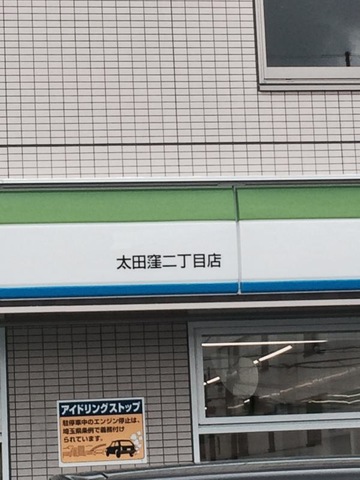 太田窪二丁目店
アイドリングストップ
駐停車中のエンジン停止は、
埼玉県条例で義務付け
られています。